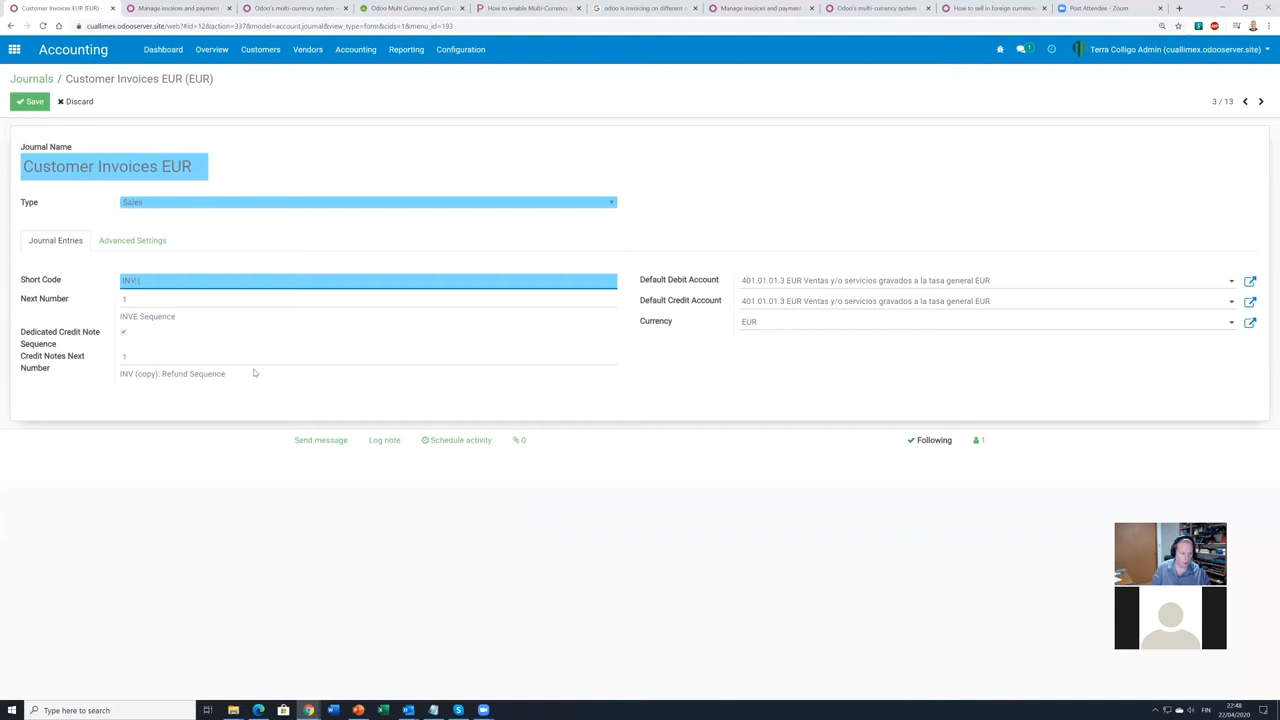 Customer Invoices EUR (EUR) -
Manage invoices and payment
Odoo's multi-currency system -
Odoo Multi Currency and Curr
How to enable Multi-Currency
odoo is invoicing on different c
Manage invoices and payment
Odoo's multi-currency system
How to sell in foreign currencie
Post Attendee - Zoom
cuallimex.odooserver.site/web?#id=12&action=337&model=account.journal&view_type=form&cids=1&menu_id=193
Accounting
Dashboard
Overview
Customers
Vendors
Accounting
Reporting
Configuration
1
Terra Colligo Admin (cuallimex.odooserver.site)
Journals / Customer Invoices EUR (EUR)
Save
Discard
3 / 13
Journal Name
Customer Invoices EUR
Type
Sales
Journal Entries
Advanced Settings
Short Code
INV (
Next Number
1
INVE Sequence
Dedicated Credit Note
Sequence
Credit Notes Next
Number
1
INV (copy): Refund Sequence
Default Debit Account
401.01.01.3 EUR Ventas y/o servicios gravados a la tasa general EUR
Default Credit Account
401.01.01.3 EUR Ventas y/o servicios gravados a la tasa general EUR
Currency
EUR
Send message
Log note
Schedule activity
0
Following
1
Type here to search
FIN
22:48
22/04/2020